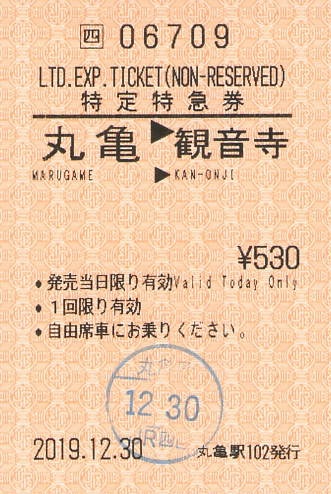 四 06709
LTD.EXP.TICKET(NON-RESERVED)
特定特急券
丸亀▶観音寺
MARUGAME ▶KAN-ONJI
¥530
●発売当日限り有効Valid Today Only
●1回限り有効
●自由席車にお乗りください。
12 30
2019.12.30 丸亀駅102発行